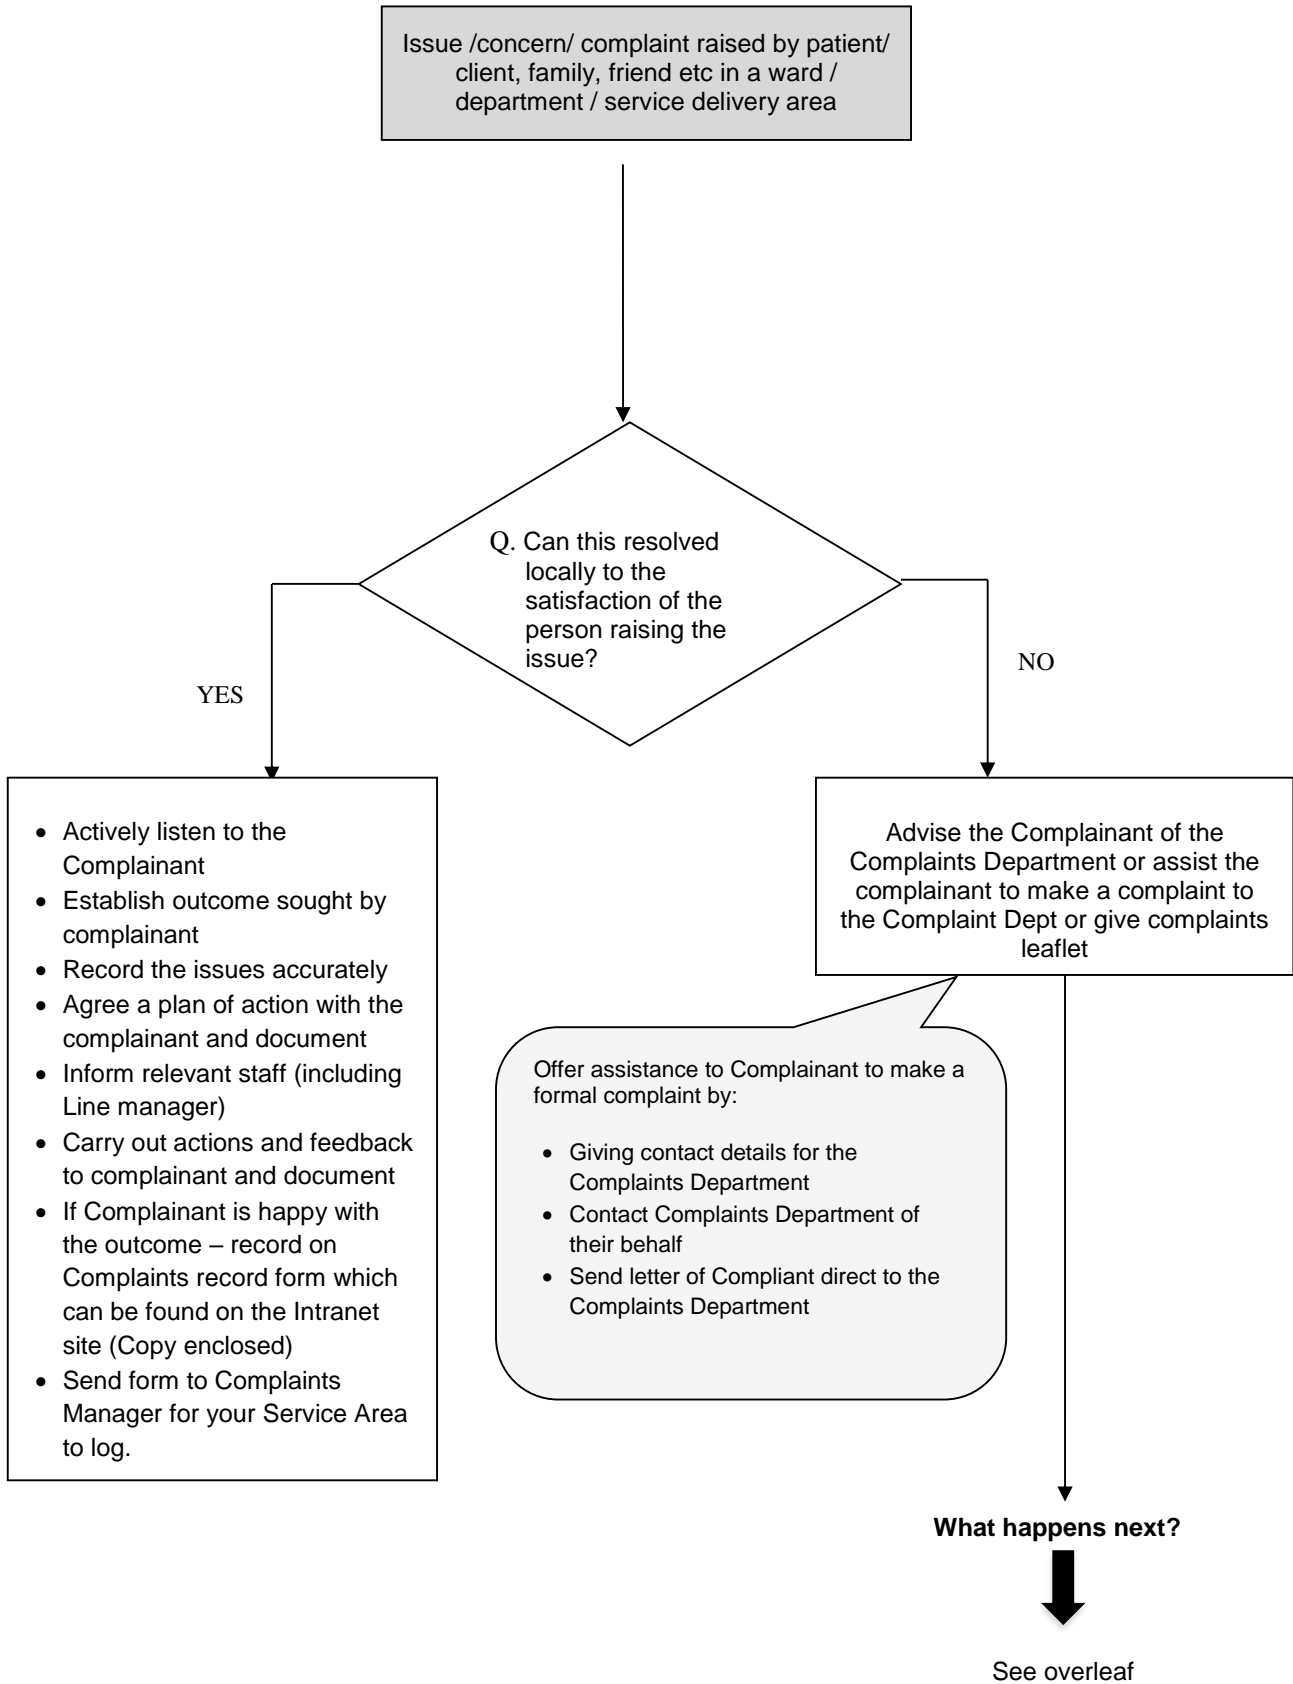 Issue /concern/ complaint raised by patient/
client, family, friend etc in a ward /
department / service delivery area
Q. Can this resolved
locally to the
satisfaction of the
person raising the
issue?
YES
NO
• Actively listen to the
Complainant
• Establish outcome sought by
complainant
• Record the issues accurately
• Agree a plan of action with the
complainant and document
• Inform relevant staff (including
Line manager)
• Carry out actions and feedback
to complainant and document
• If Complainant is happy with
the outcome – record on
Complaints record form which
can be found on the Intranet
site (Copy enclosed)
• Send form to Complaints
Manager for your Service Area
to log.
Advise the Complainant of the
Complaints Department or assist the
complainant to make a complaint to
the Complaint Dept or give complaints
leaflet
Offer assistance to Complainant to make a
formal complaint by:
• Giving contact details for the
Complaints Department
• Contact Complaints Department of
their behalf
• Send letter of Compliant direct to the
Complaints Department
What happens next?
See overleaf